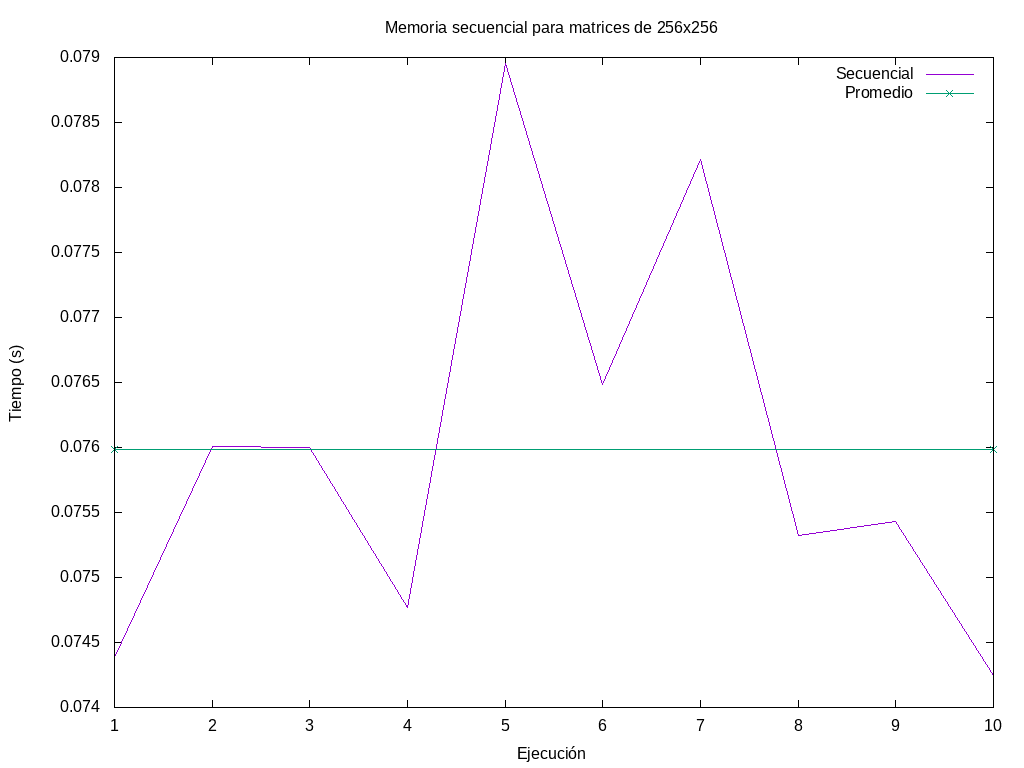 Memoria secuencial para matrices de 256x256
Secuencial
Promedio
0.079
0.0785
0.078
0.0775
0.077
0.0765
0.076
0.0755
0.075
0.0745
0.074
Tiempo (s)
1 2 3 4 5 6 7 8 9 10
Ejecución